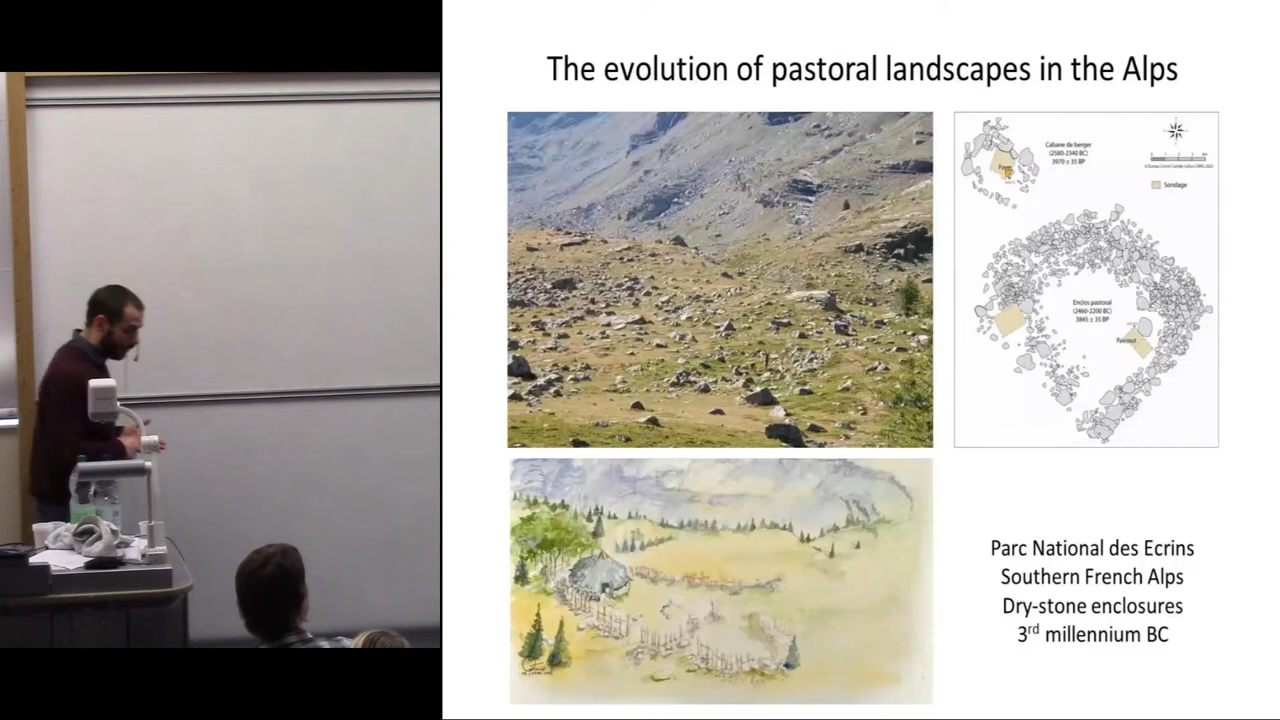 The evolution of pastoral landscapes in the Alps
Cabane de berger
(2580-2340 BC)
3970 ± 35 BP
Foyer
Sondage
Enclos pastoral
(2460-2200 BC)
3845 ± 35 BP
Parc National des Ecrins
Southern French Alps
Dry-stone enclosures
3rd millennium BC